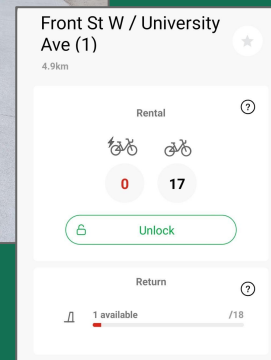 Front St W / University
Ave (1)
4.9km
Rental
?
0 17
Unlock
Return
?
1 available /18